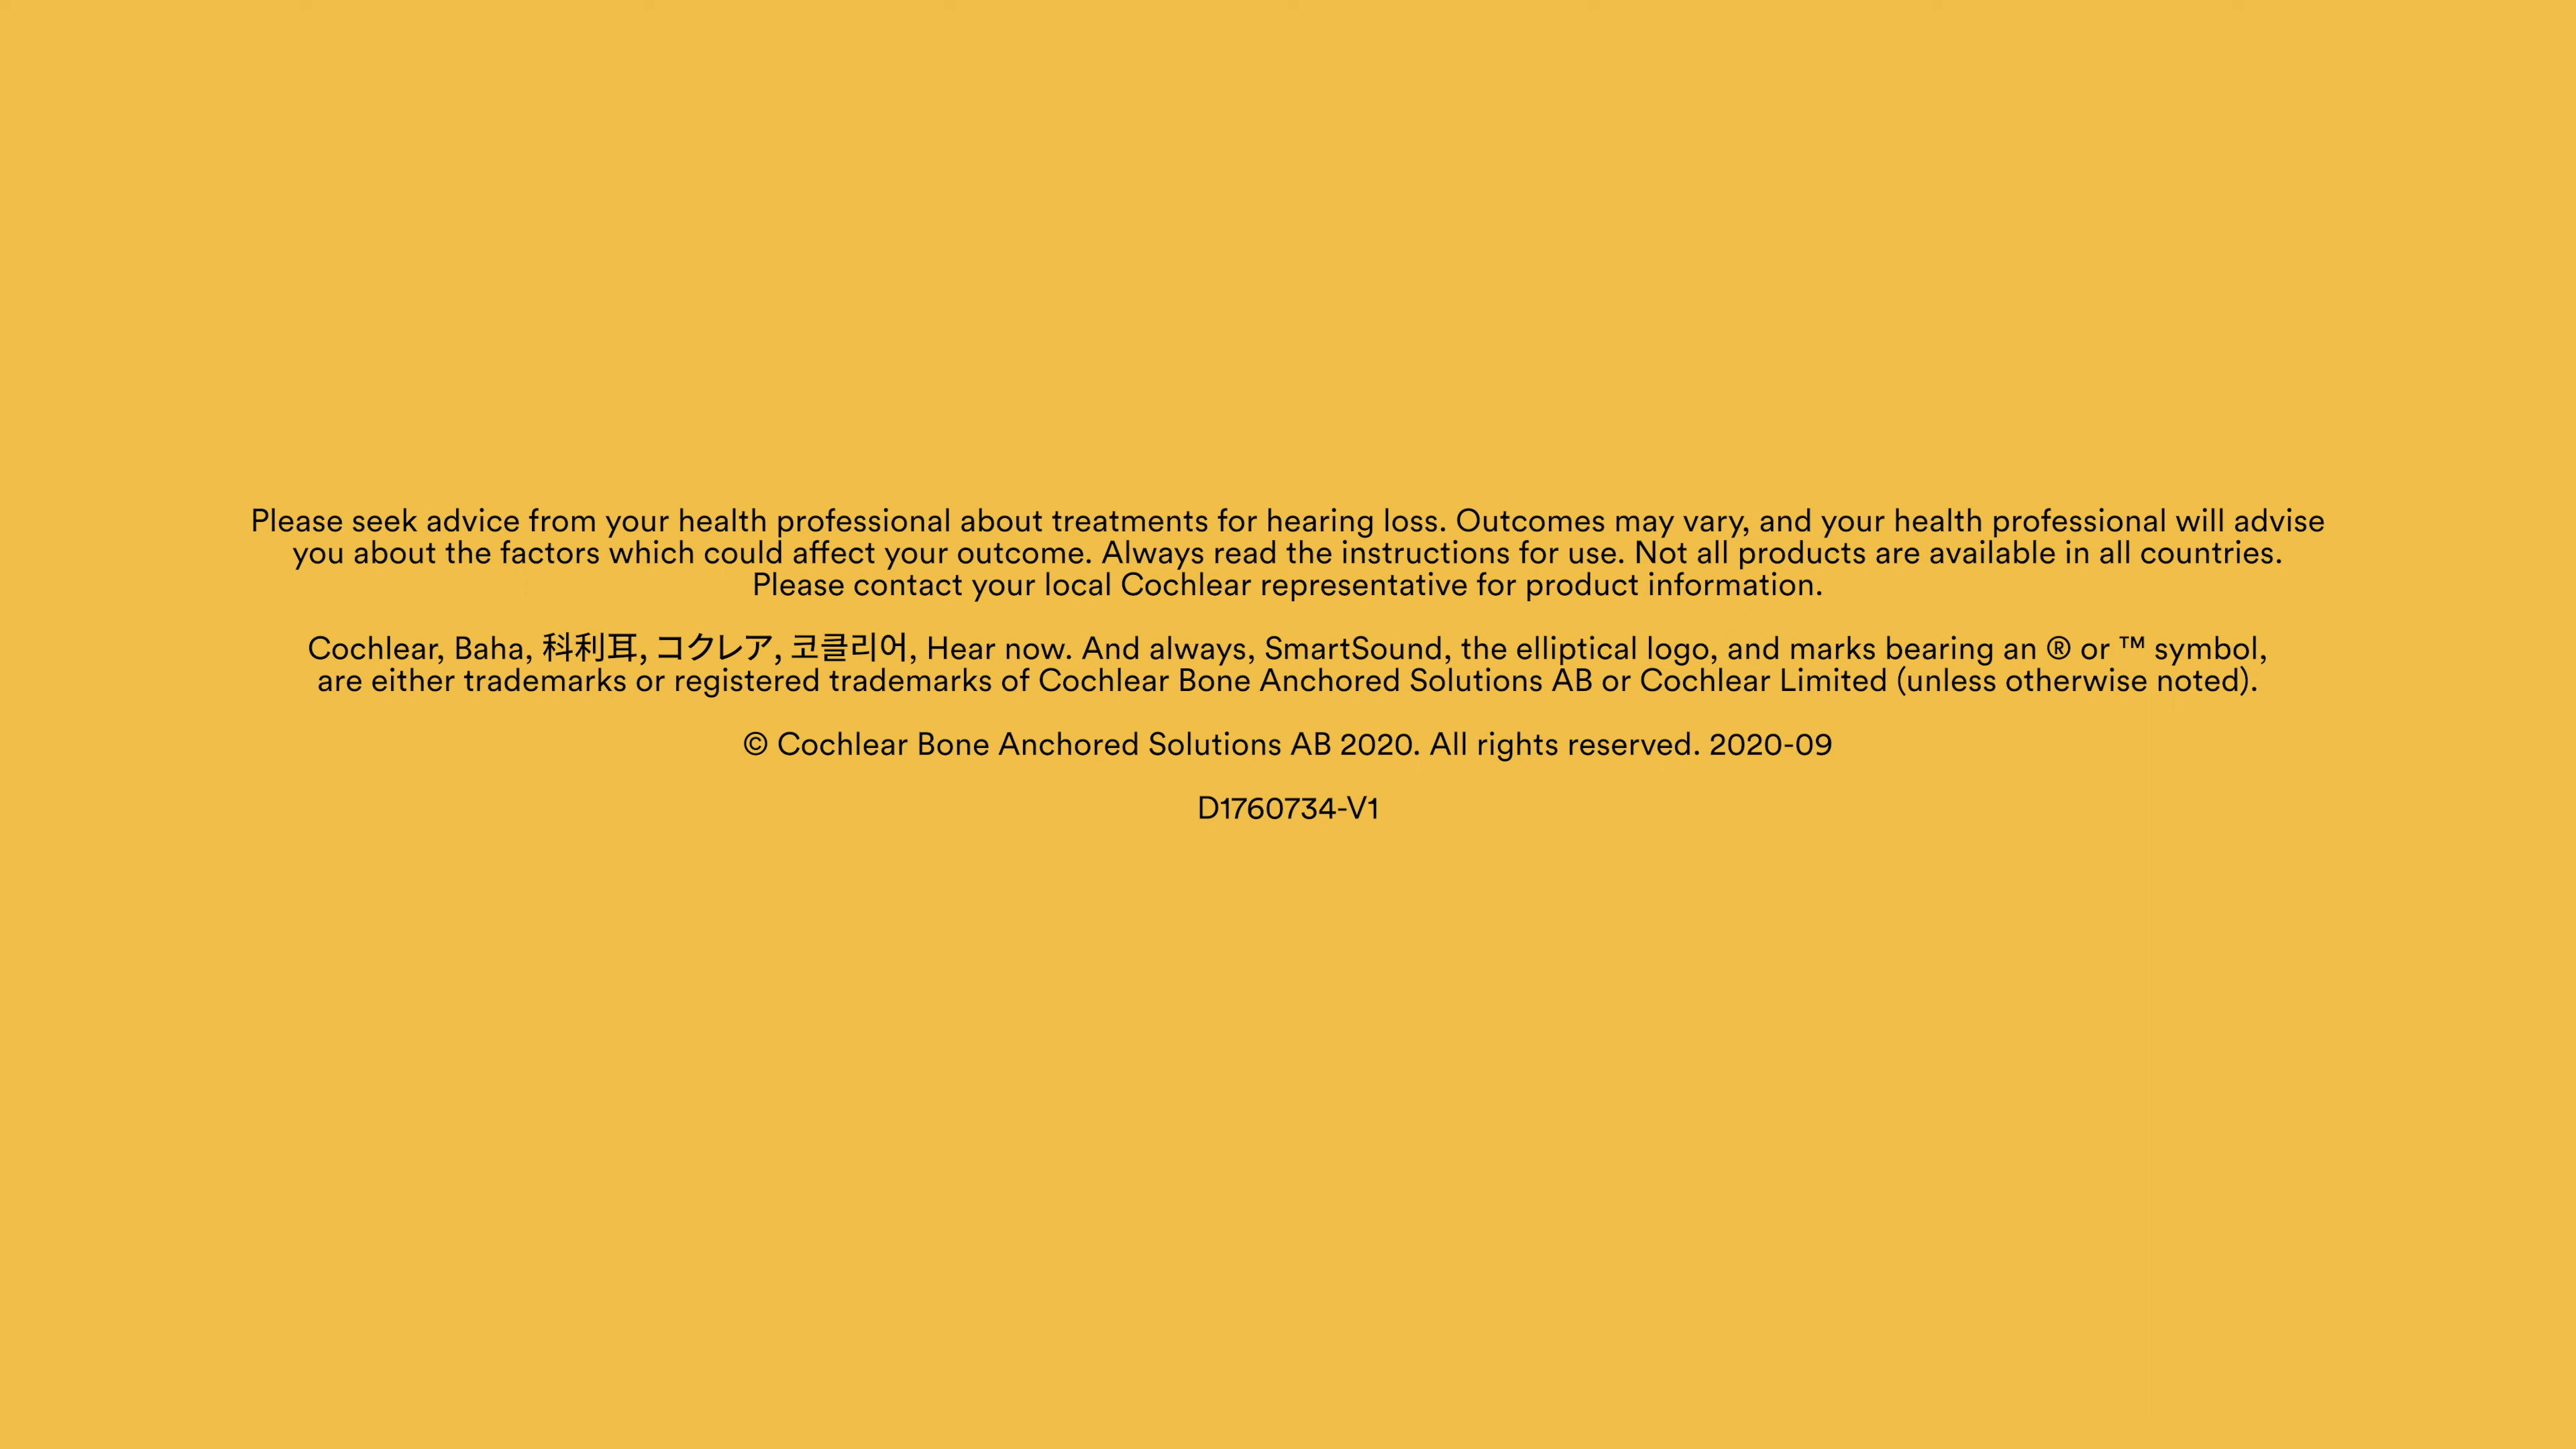 Please seek advice from your health professional about treatments for hearing loss. Outcomes may vary, and your health professional will advise
you about the factors which could affect your outcome. Always read the instructions for use. Not all products are available in all countries.
Please contact your local Cochlear representative for product information.
Cochlear, Baha, 科利耳, コクレア, 코클리어, Hear now. And always, SmartSound, the elliptical logo, and marks bearing an ® or ™ symbol,
are either trademarks or registered trademarks of Cochlear Bone Anchored Solutions AB or Cochlear Limited (unless otherwise noted).
© Cochlear Bone Anchored Solutions AB 2020. All rights reserved. 2020-09
D1760734-V1